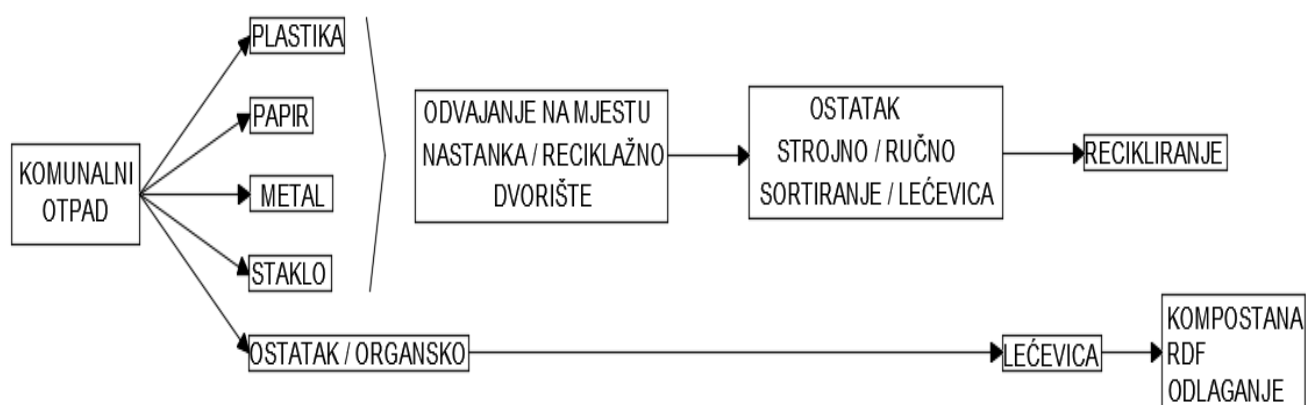 KOMUNALNI
OTPAD
PLASTIKA
PAPIR
METAL
STAKLO
OSTATAK / ORGANSKO
ODVAJANJE NA MJESTU
NASTANKA / RECIKLAŽNO
DVORIŠTE
OSTATAK
STROJNO / RUČNO
SORTIRANJE / LEĆEVICA
RECIKLIRANJE
LEĆEVICA
KOMPOSTANA
RDF
ODLAGANJE